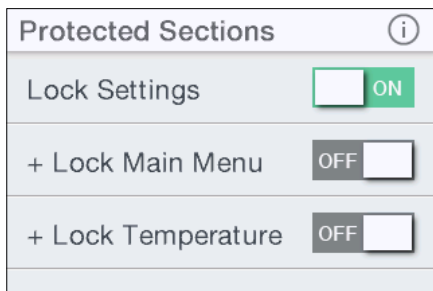 Protected Sections
Lock Settings ON
+ Lock Main Menu OFF
+ Lock Temperature OFF